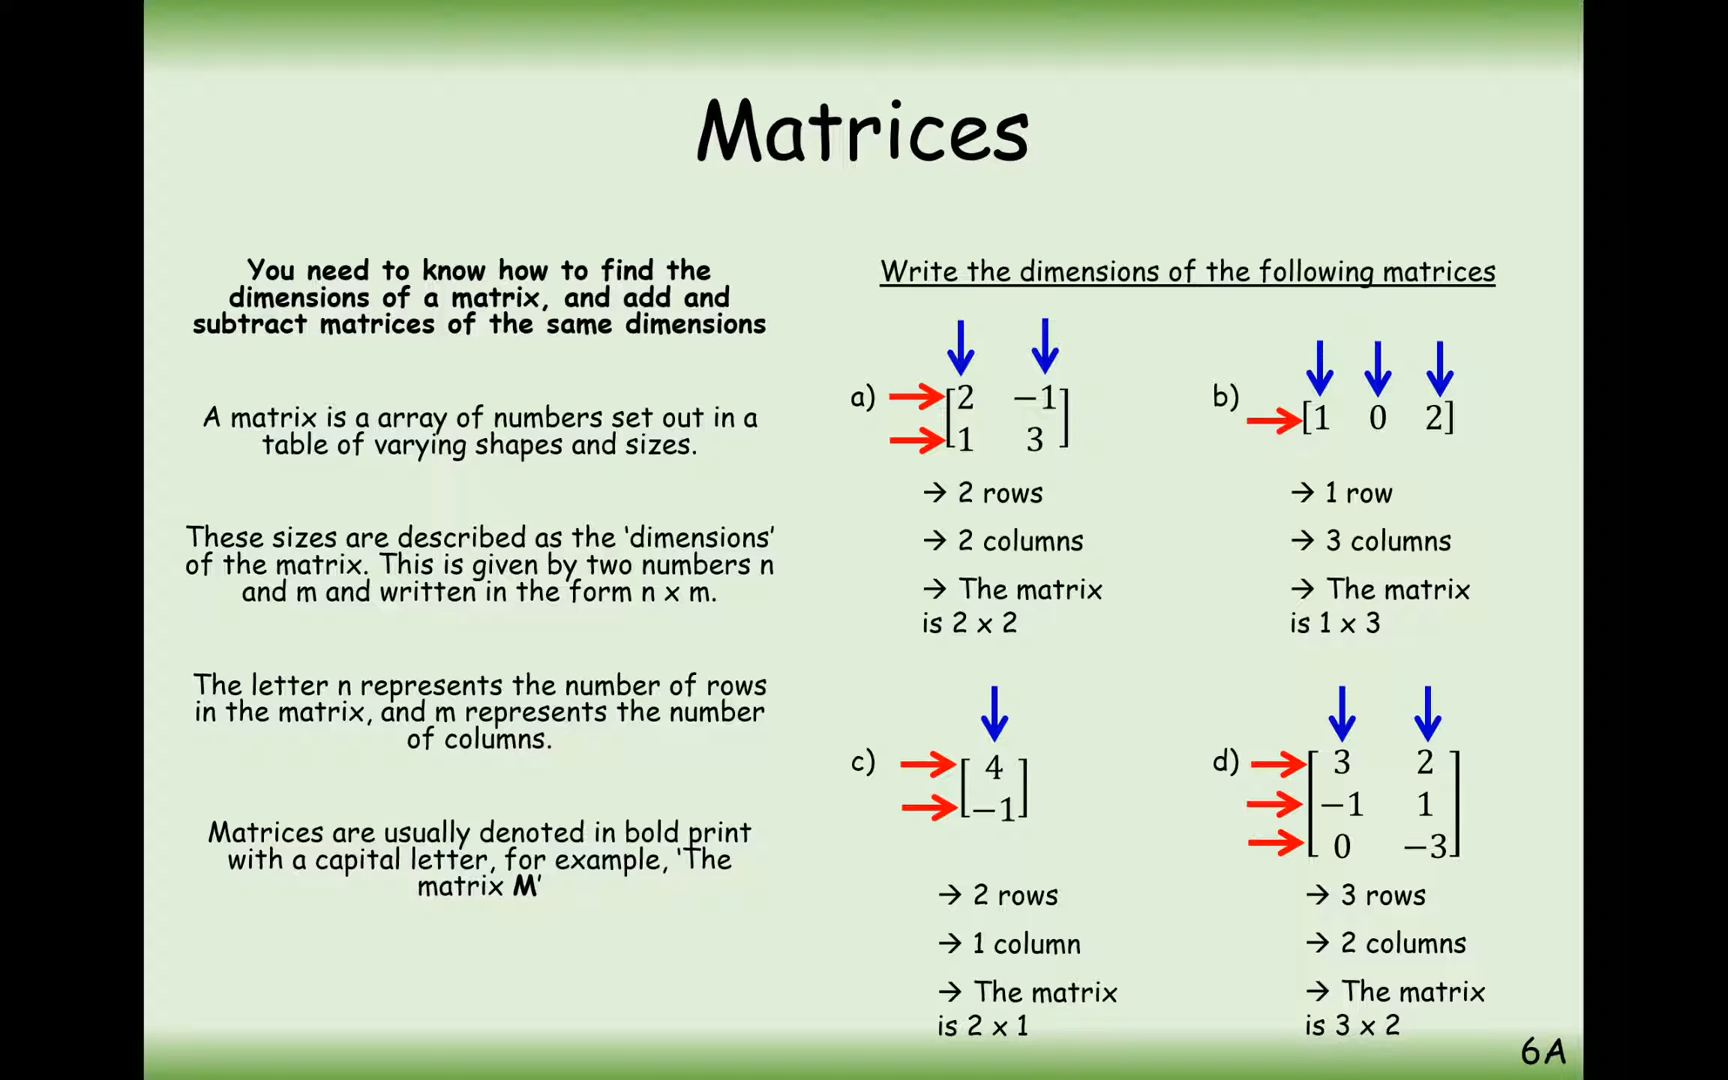 Matrices
You need to know how to find the
dimensions of a matrix, and add and
subtract matrices of the same dimensions
A matrix is a array of numbers set out in a
table of varying shapes and sizes.
These sizes are described as the ‘dimensions’
of the matrix. This is given by two numbers n
and m and written in the form n x m.
The letter n represents the number of rows
in the matrix, and m represents the number
of columns.
Matrices are usually denoted in bold print
with a capital letter, for example, ‘The
matrix M’
Write the dimensions of the following matrices
a)
[2 −1]
[1 3]
→ 2 rows
→ 2 columns
→ The matrix
is 2 x 2
b)
[1 0 2]
→ 1 row
→ 3 columns
→ The matrix
is 1 x 3
c)
[4]
[−1]
→ 2 rows
→ 1 column
→ The matrix
is 2 x 1
d)
[3 2]
[−1 1]
[0 −3]
→ 3 rows
→ 2 columns
→ The matrix
is 3 x 2
6A